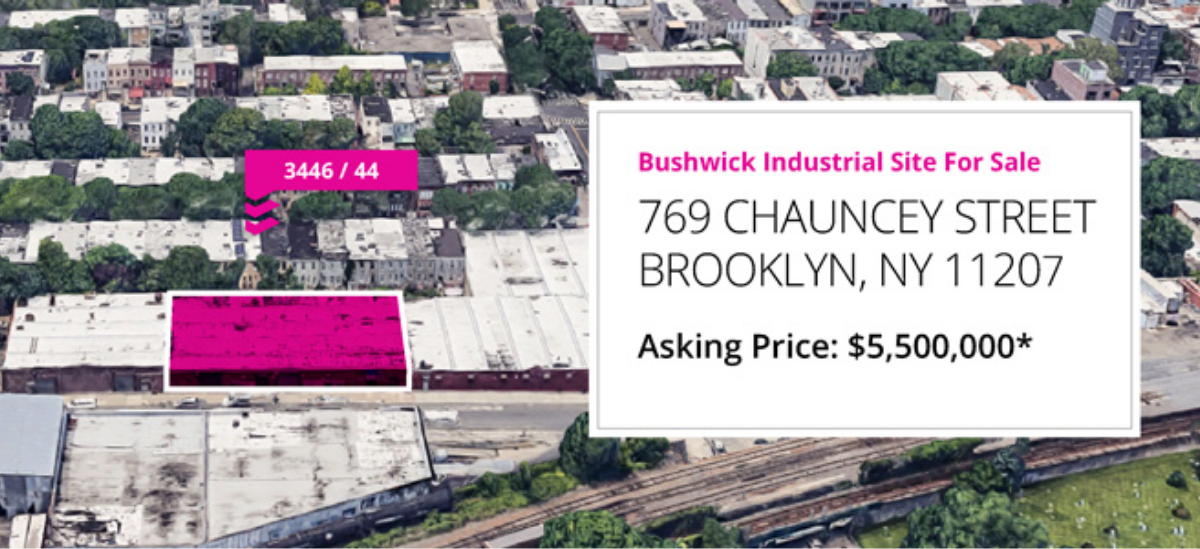 3446 / 44
Bushwick Industrial Site For Sale
769 CHAUNCEY STREET
BROOKLYN, NY 11207
Asking Price: $5,500,000*